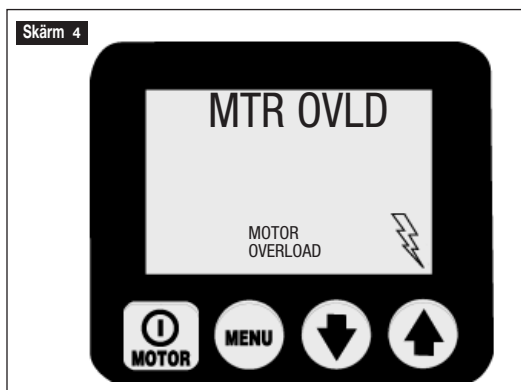 Skärm 4
MTR OVLD
MOTOR
OVERLOAD
MOTOR
MENU